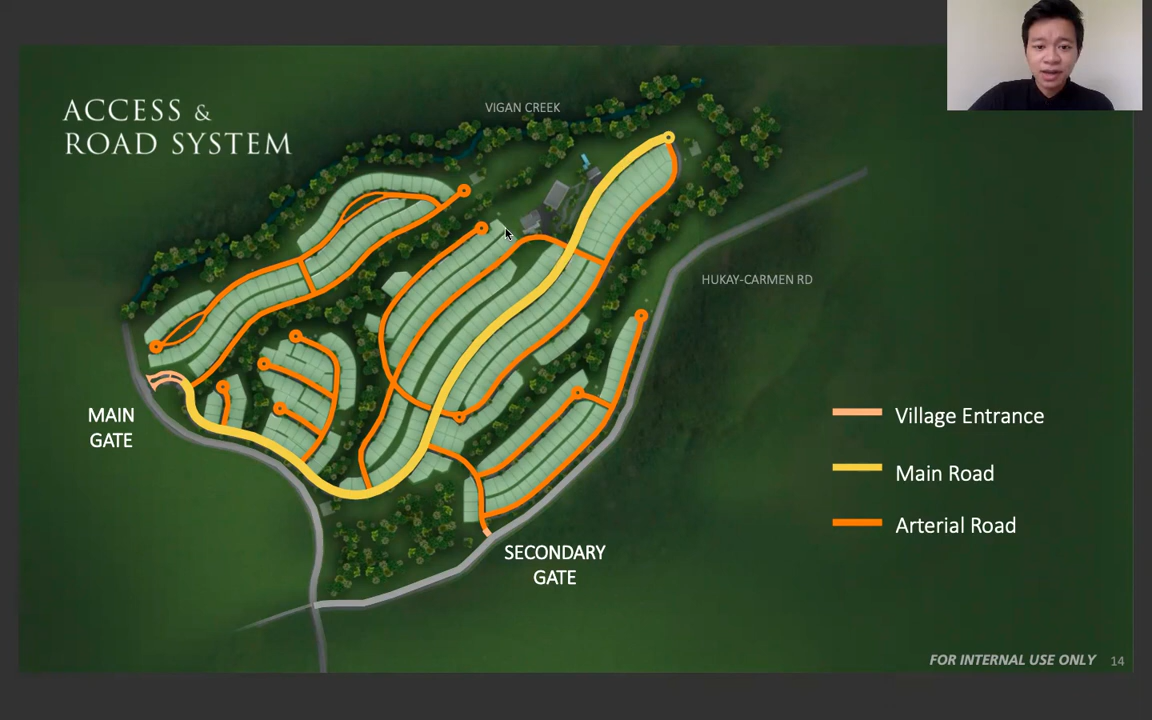 ACCESS &
ROAD SYSTEM
VIGAN CREEK
HUKAY-CARMEN RD
MAIN
GATE
SECONDARY
GATE
Village Entrance
Main Road
Arterial Road
FOR INTERNAL USE ONLY 14